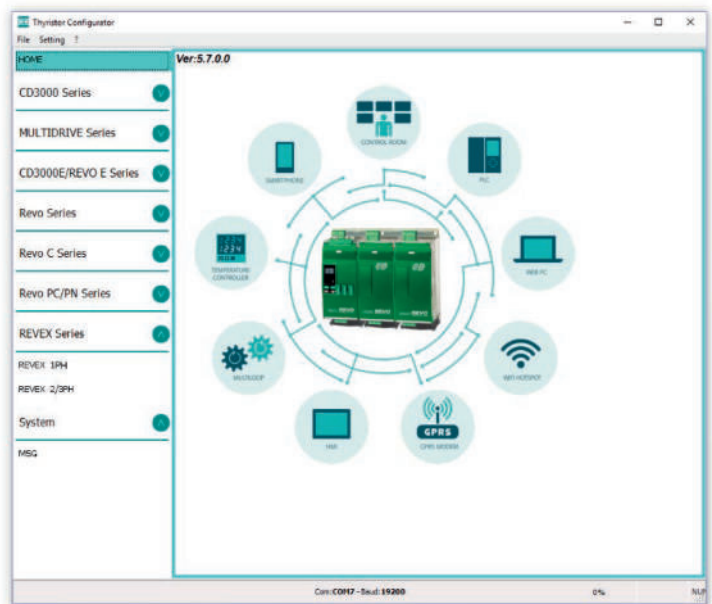 Thyristor Configurator
File Setting ?
HOME
Ver:5.7.0.0
CD3000 Series
MULTIDRIVE Series
CD3000E/REVO E Series
Revo Series
Revo C Series
Revo PC/PN Series
REVEX Series
REVEX 1PH
REVEX 2/3PH
System
MSG
CONTROL ROOM
SMARTPHONE
PLC
TEMPERATURE
CONTROLLER
1234
WEB PC
MULTILOOP
WIFI HOTSPOT
HMI
GPRS
GPRS MODEM
Com:COM7 - Baud: 19200
0%
NUM